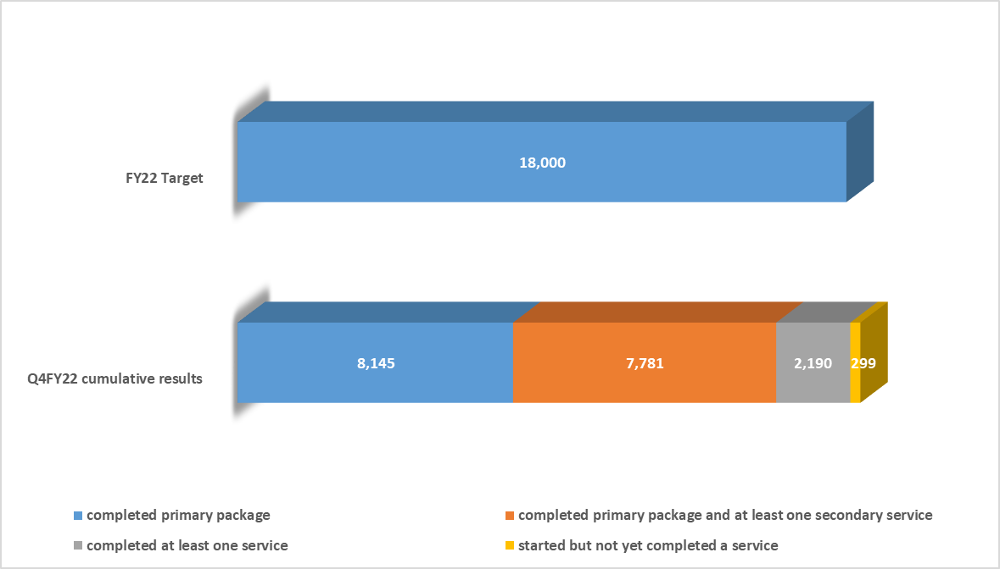 FY22 Target
18,000
Q4FY22 cumulative results
8,145
7,781
2,190
299
completed primary package
completed primary package and at least one secondary service
completed at least one service
started but not yet completed a service